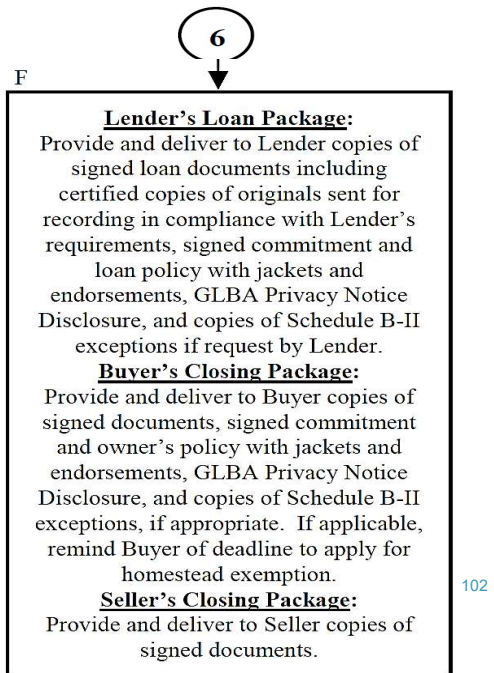 6
F
Lender's Loan Package:
Provide and deliver to Lender copies of
signed loan documents including
certified copies of originals sent for
recording in compliance with Lender's
requirements, signed commitment and
loan policy with jackets and
endorsements, GLBA Privacy Notice
Disclosure, and copies of Schedule B-II
exceptions if request by Lender.
Buyer's Closing Package:
Provide and deliver to Buyer copies of
signed documents, signed commitment
and owner's policy with jackets and
endorsements, GLBA Privacy Notice
Disclosure, and copies of Schedule B-II
exceptions, if appropriate.  If applicable,
remind Buyer of deadline to apply for
homestead exemption.
102
Seller's Closing Package:
Provide and deliver to Seller copies of
signed documents.